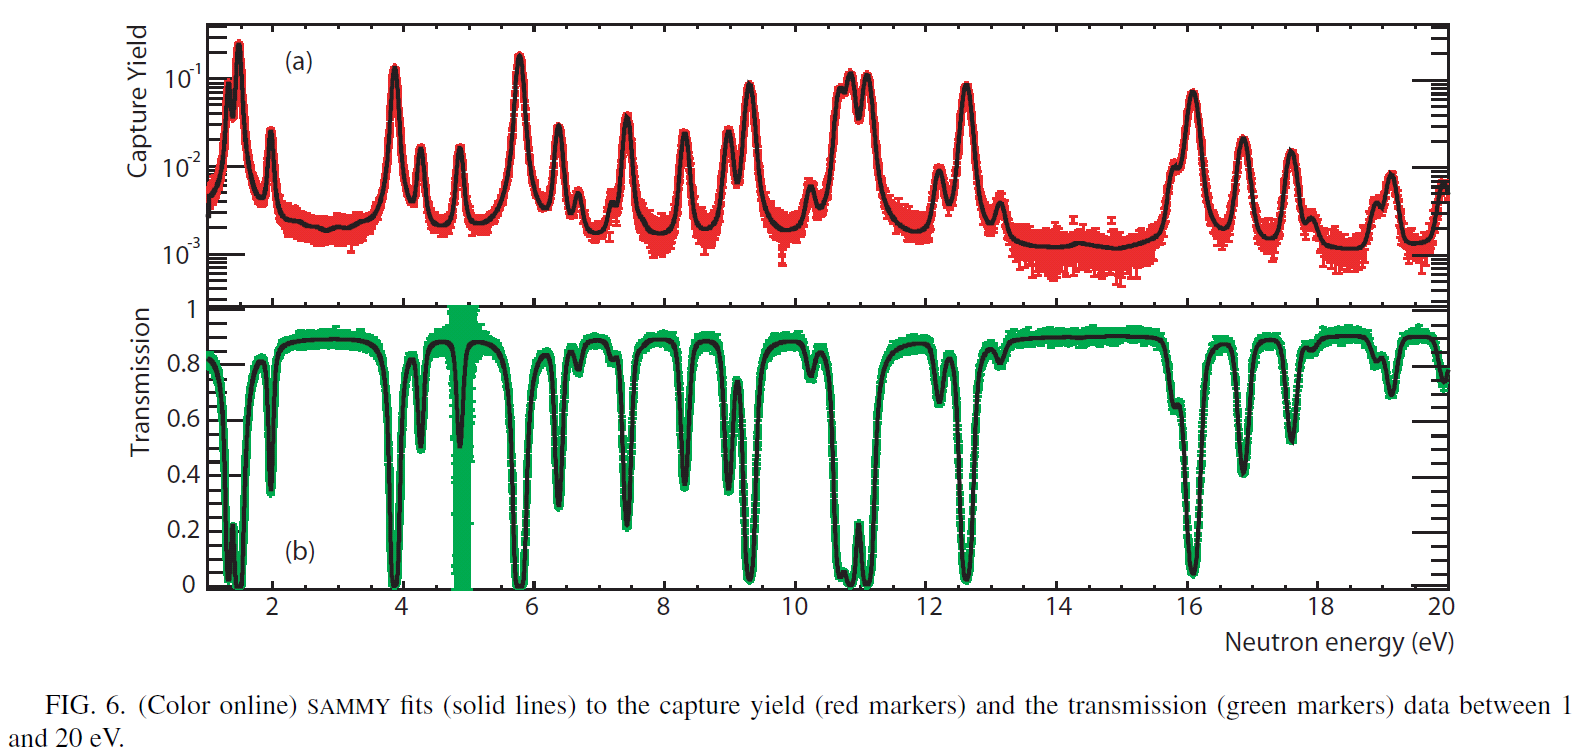 Capture Yield
(a)
10-1
10-2
10-3
Transmission
(b)
1
0.8
0.6
0.4
0.2
0
2 4 6 8 10 12 14 16 18 20
Neutron energy (eV)
FIG. 6. (Color online) SAMMY fits (solid lines) to the capture yield (red markers) and the transmission (green markers) data between 1
and 20 eV.